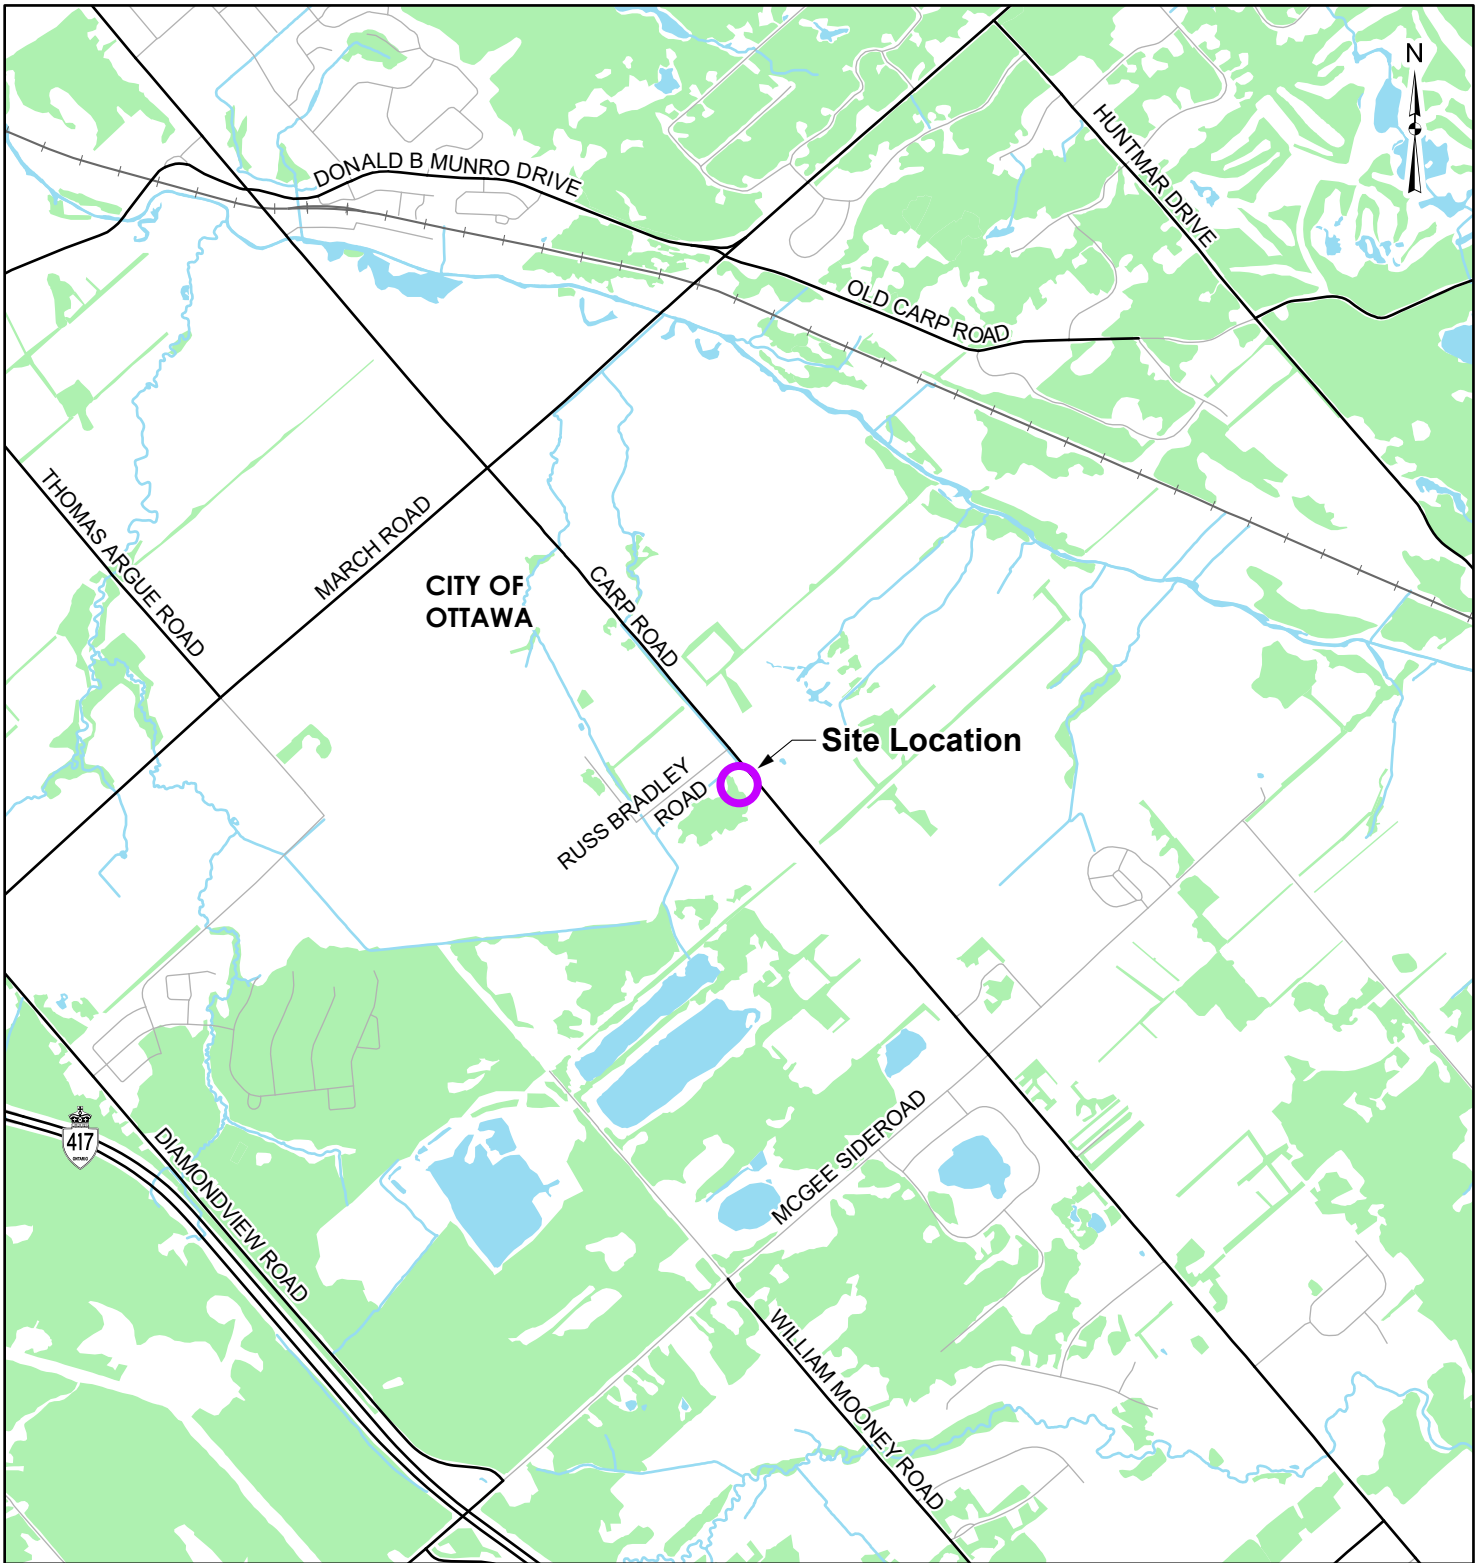 N
HUNTMAR DRIVE
DONALD B MUNRO DRIVE
OLD CARP ROAD
THOMAS ARGUE ROAD
MARCH ROAD
CITY OF
OTTAWA
CARP ROAD
Site Location
RUSS BRADLEY
ROAD
417
ONTARIO
DIAMONDVIEW ROAD
MCGEE SIDEROAD
WILLIAM MOONEY ROAD